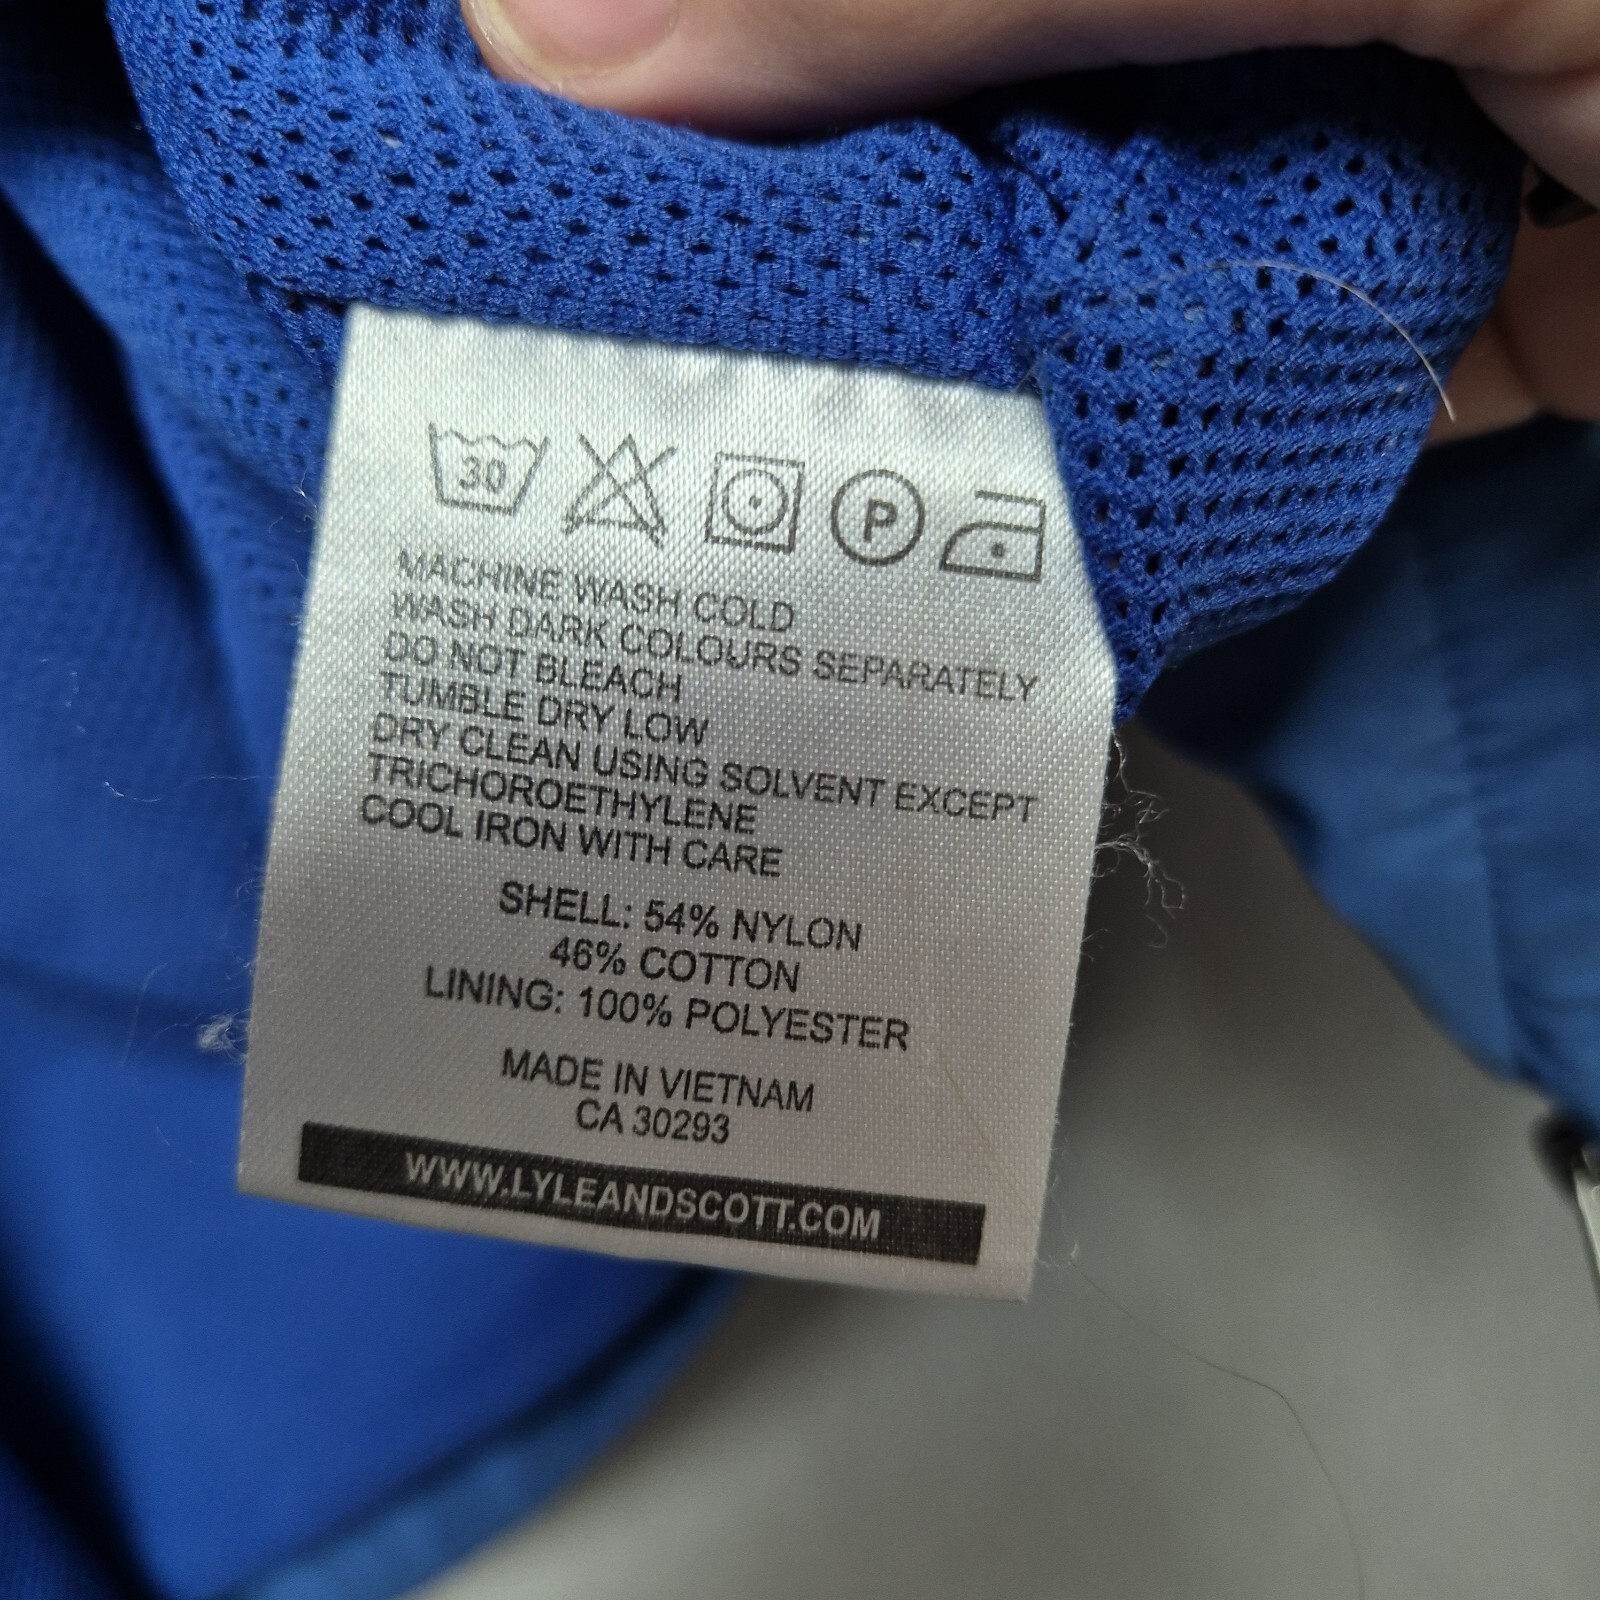 30
P
MACHINE WASH COLD
WASH DARK COLOURS SEPARATELY
DO NOT BLEACH
TUMBLE DRY LOW
DRY CLEAN USING SOLVENT EXCEPT
TRICHOROETHYLENE
COOL IRON WITH CARE
SHELL: 54% NYLON
46% COTTON
LINING: 100% POLYESTER
MADE IN VIETNAM
CA 30293
WWW.LYLEANDSCOTT.COM